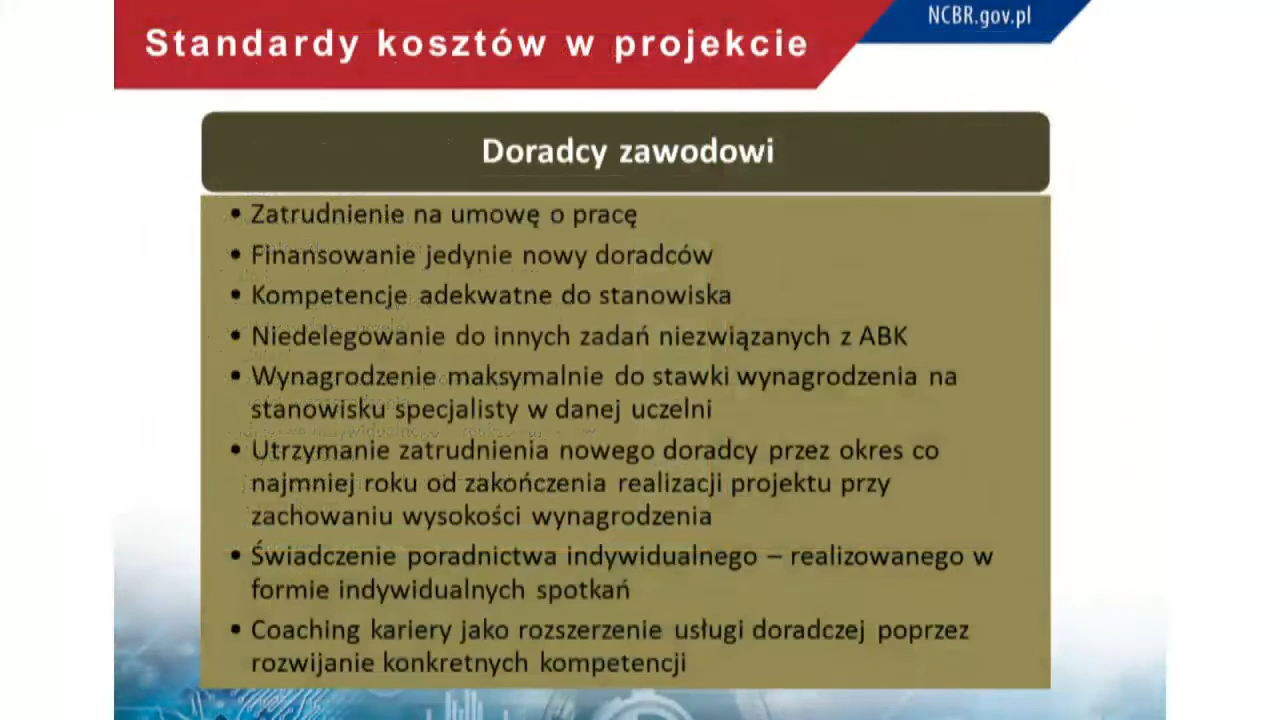 NCBR.gov.pl
Standardy kosztów w projekcie
Doradcy zawodowi
• Zatrudnienie na umowę o pracę
• Finansowanie jedynie nowy doradców
• Kompetencje adekwatne do stanowiska
• Niedelegowanie do innych zadań niezwiązanych z ABK
• Wynagrodzenie maksymalnie do stawki wynagrodzenia na
stanowisku specjalisty w danej uczelni
• Utrzymanie zatrudnienia nowego doradcy przez okres co
najmniej roku od zakończenia realizacji projektu przy
zachowaniu wysokości wynagrodzenia
• Świadczenie poradnictwa indywidualnego – realizowanego w
formie indywidualnych spotkań
• Coaching kariery jako rozszerzenie usługi doradczej poprzez
rozwijanie konkretnych kompetencji